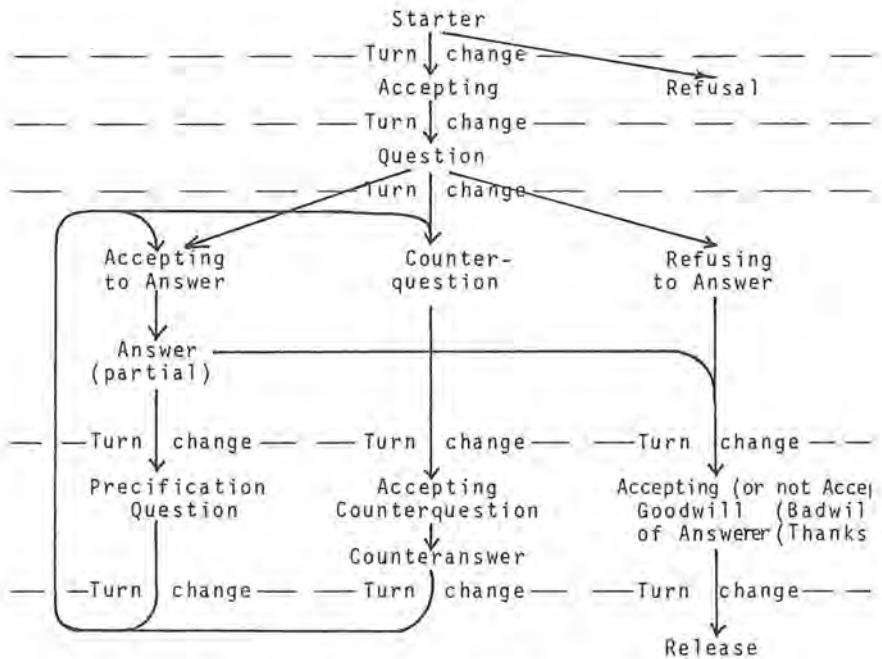 Starter
Turn change
Accepting Refusal
Turn change
Question
Turn change
Accepting to Answer
Counter-question
Refusing to Answer
Answer
(partial)
Turn change Turn change Turn change
Precification Question
Accepting Counterquestion
Accepting (or not Accep
Goodwill (Badwil
of Answerer (Thanks
Counteranswer
Turn change Turn change Turn change
Release